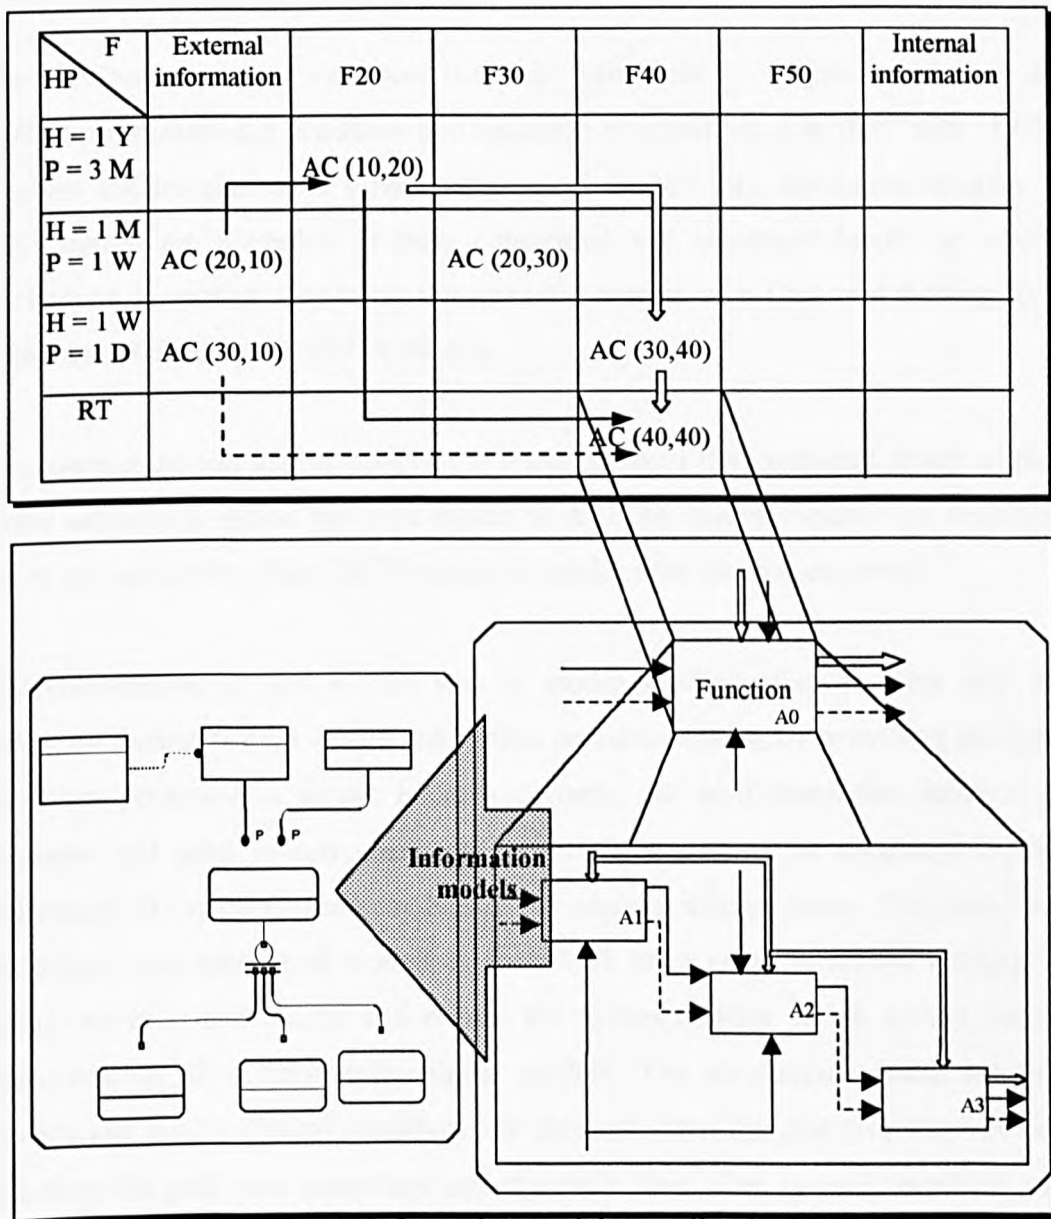 F
External
information
F20
F30
F40
F50
Internal
information
HP
H = 1 Y
P = 3 M
AC (10,20)
H = 1 M
P = 1 W
AC (20,10)
AC (20,30)
H = 1 W
P = 1 D
AC (30,10)
AC (30,40)
RT
AC (40,40)
Function
A0
P
P
Information
models
A1
A2
A3